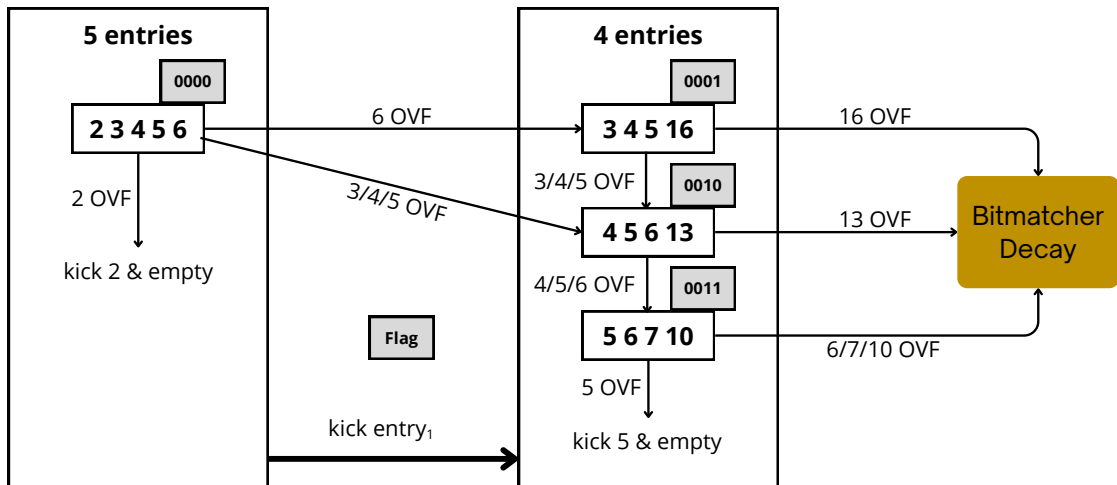 5 entries
4 entries
0000
0001
2 3 4 5 6
6 OVF
3 4 5 16
16 OVF
2 OVF
3/4/5 OVF
3/4/5 OVF
0010
4 5 6 13
13 OVF
Bitmatcher
Decay
kick 2 & empty
4/5/6 OVF
0011
Flag
5 6 7 10
6/7/10 OVF
5 OVF
kick entry₁
kick 5 & empty